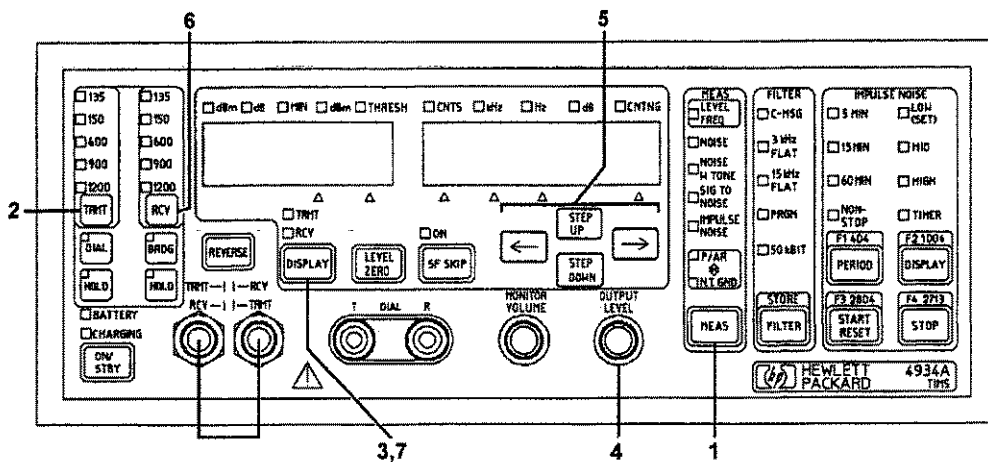 6
5
135
150
600
900
1200
TRMT
135
150
600
900
1200
RCV
2
DIAL
BRDG
HOLD
HOLD
REVERSE
TRMT
RCV
RCV
TRMT
BATTERY
CHARGING
ON/
STBY
dBm dB MIN dBm THRESH
CNTS kHz Hz dB CNTNG
TRMT
RCV
DISPLAY
LEVEL
ZERO
ON
SF SKIP
STEP
UP
STEP
DOWN
T DIAL R
MONITOR
VOLUME
OUTPUT
LEVEL
MEAS
LEVEL
FREQ
NOISE
NOISE
W TONE
SIG TO
NOISE
IMPULSE
NOISE
P/AR
INT.GND
MEAS
FILTER
C-MSG
3 kHz
FLAT
15 kHz
FLAT
PRGM
50 kBIT
STORE
FILTER
IMPULSE NOISE
5 MIN
LOW
(SET)
15 MIN
MID
60 MIN
HIGH
NON-
STOP
TIMER
F1 404
PERIOD
F2 1004
DISPLAY
F3 2804
START
RESET
F4 2713
STOP
hp HEWLETT
PACKARD
4934A
TIMS
3,7
4
1